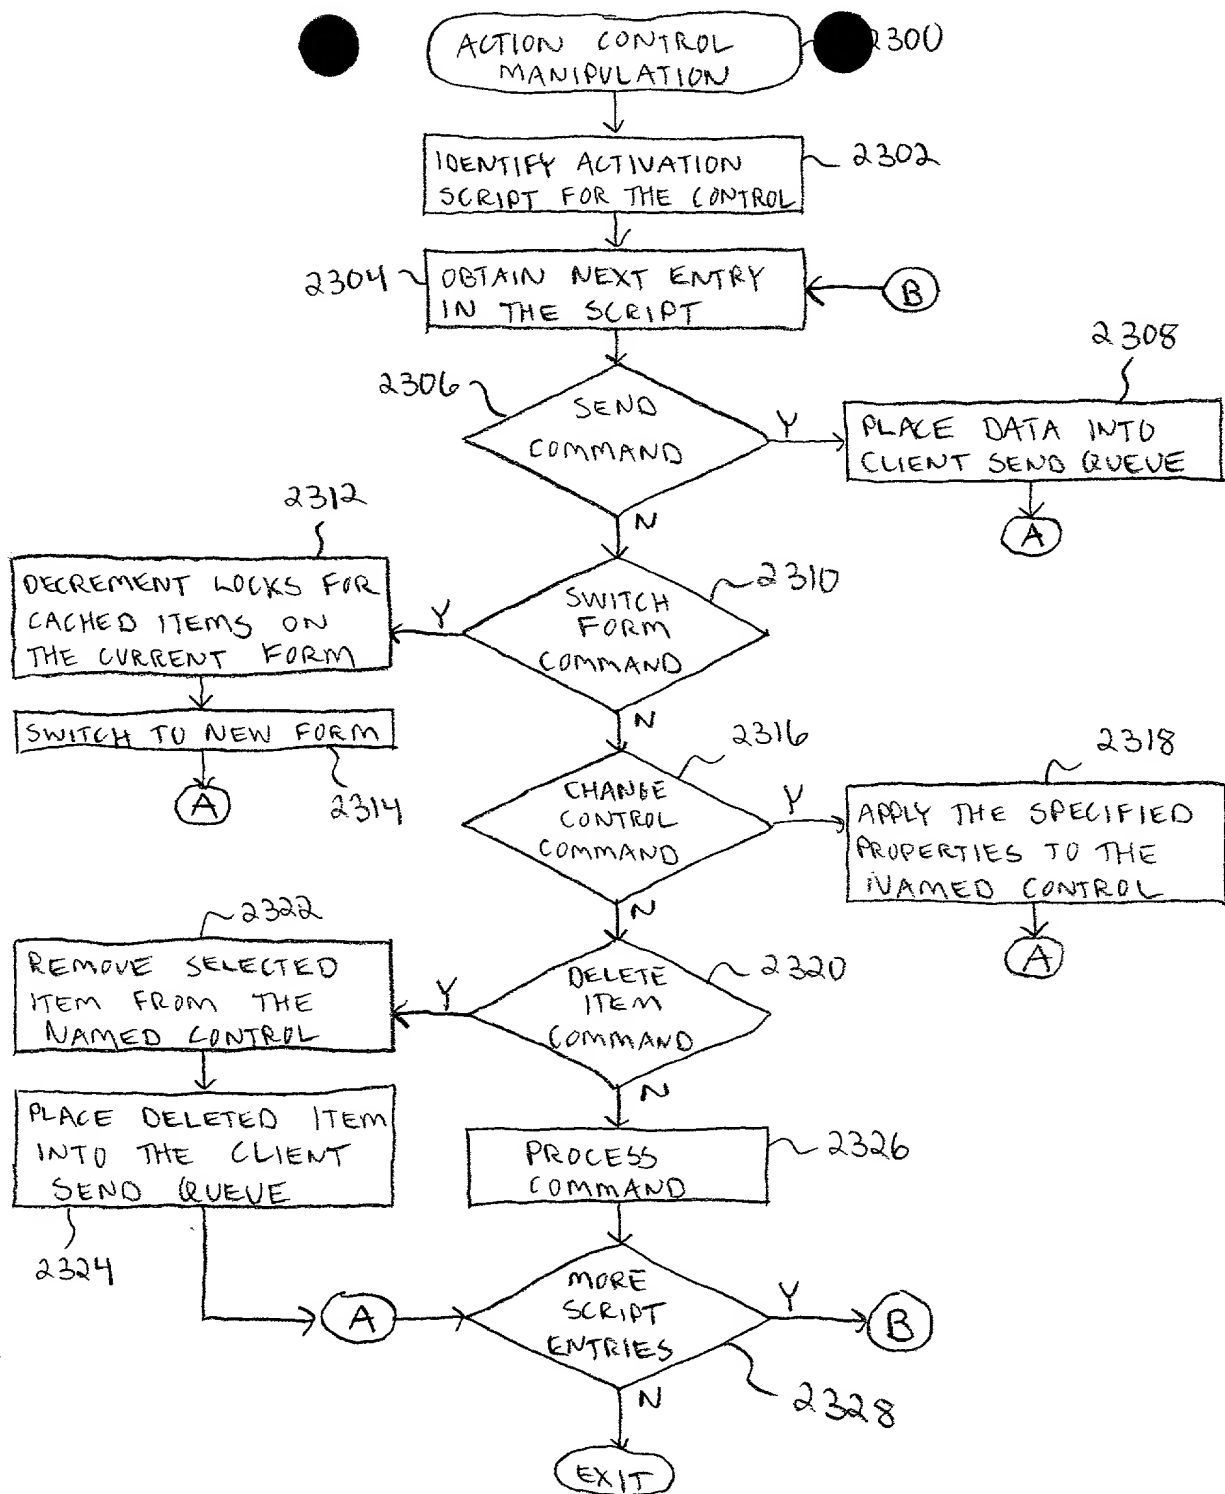 ACTION CONTROL
MANIPULATION
2300
IDENTIFY ACTIVATION
SCRIPT FOR THE CONTROL
2302
2304
OBTAIN NEXT ENTRY
IN THE SCRIPT
B
2306
SEND
COMMAND
Y
N
2308
PLACE DATA INTO
CLIENT SEND QUEUE
A
2312
DECREMENT LOCKS FOR
CACHED ITEMS ON
THE CURRENT FORM
Y
SWITCH
FORM
COMMAND
2310
N
SWITCH TO NEW FORM
A
2314
2316
CHANGE
CONTROL
COMMAND
Y
N
2318
APPLY THE SPECIFIED
PROPERTIES TO THE
NAMED CONTROL
A
2322
REMOVE SELECTED
ITEM FROM THE
NAMED CONTROL
Y
DELETE
ITEM
COMMAND
2320
N
PLACE DELETED ITEM
INTO THE CLIENT
SEND QUEUE
2324
PROCESS
COMMAND
2326
A
MORE
SCRIPT
ENTRIES
Y
B
N
2328
EXIT